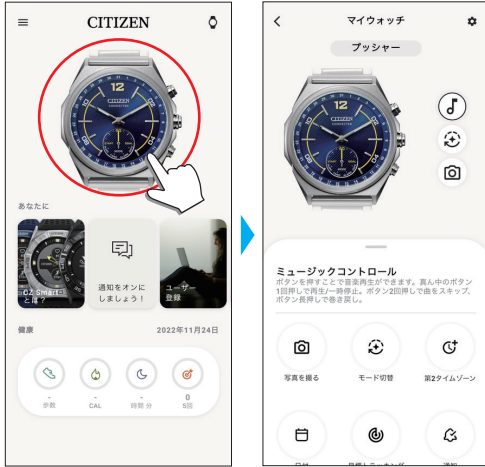 CITIZEN
12
CITIZEN
あなたに
CZ Smart
とは？
通知をオンに
しましょう！
ユーザー
登録
健康
2022年11月24日
-
歩数
-
CAL
-
時間 分
0
5回
マイウォッチ
プッシャー
12
CITIZEN
ミュージックコントロール
ボタンを押すことで音楽再生ができます。真ん中のボタン
1回押しで再生/一時停止。ボタン2回押しで曲をスキップ、
ボタン長押しで巻き戻し。
写真を撮る
モード切替
第2タイムゾーン